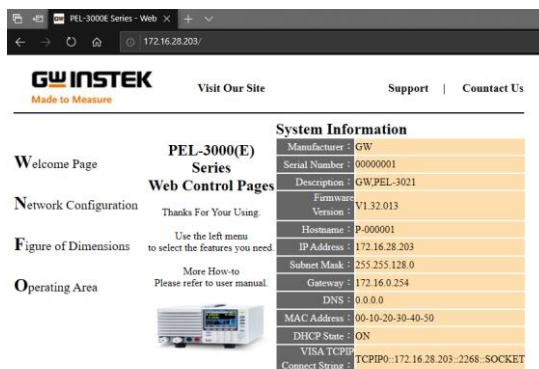 PEL-3000E Series - Web
172.16.28.203/
GWINSTEK
Made to Measure
Visit Our Site
Support | Countact Us
Welcome Page
Network Configuration
Figure of Dimensions
Operating Area
PEL-3000(E)
Series
Web Control Pages
Thanks For Your Using.
Use the left menu
to select the features you need.
More How-to
Please refer to user manual.
System Information
Manufacturer : GW
Serial Number : 00000001
Description : GW,PEL-3021
Firmware
Version : V1.32.013
Hostname : P-000001
IP Address : 172.16.28.203
Subnet Mask : 255.255.128.0
Gateway : 172.16.0.254
DNS : 0.0.0.0
MAC Address : 00-10-20-30-40-50
DHCP State : ON
VISA TCPIP
Connect String : TCPIP0::172.16.28.203::2268::SOCKET